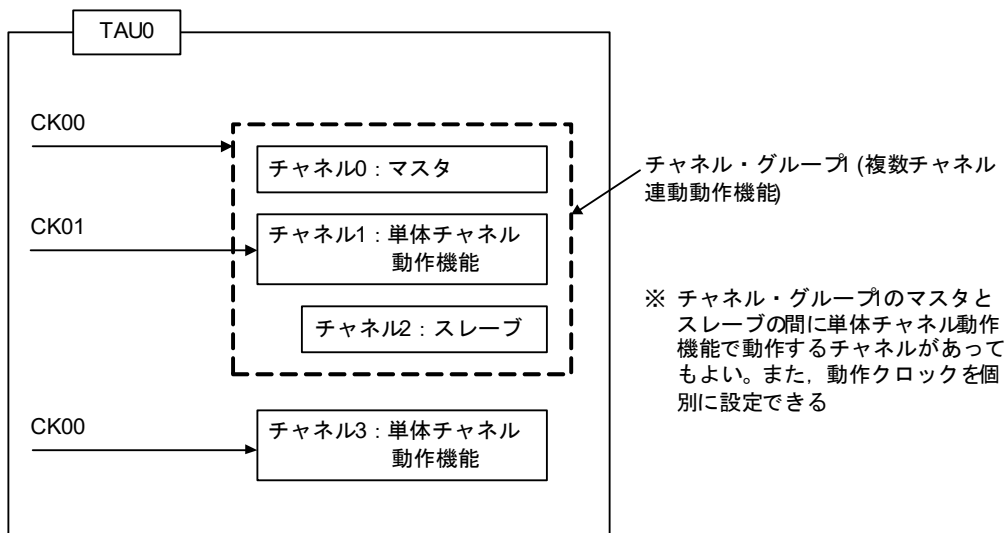 TAU0
CK00
チャネル0：マスタ
CK01
チャネル1：単体チャネル
動作機能
チャネル2：スレーブ
CK00
チャネル3：単体チャネル
動作機能
チャネル・グループ1 (複数チャネル
連動動作機能)
※ チャネル・グループ1のマスタと
スレーブの間に単体チャネル動作
機能で動作するチャネルがあって
もよい。また，動作クロックを個
別に設定できる